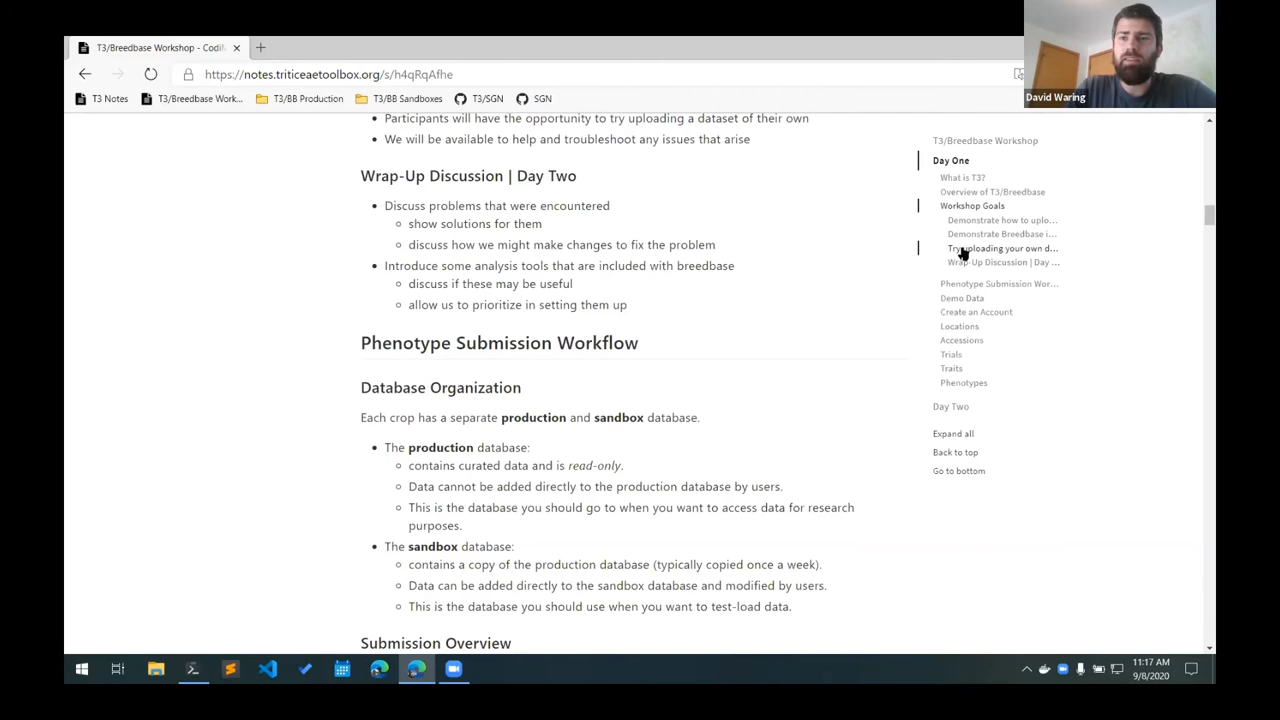 T3/Breedbase Workshop - CodiM
https://notes.triticeaetoolbox.org/s/h4qRqAfhe
T3 Notes
T3/Breedbase Work...
T3/BB Production
T3/BB Sandboxes
T3/SGN
SGN
David Waring
Participants will have the opportunity to try uploading a dataset of their own
We will be available to help and troubleshoot any issues that arise
Wrap-Up Discussion | Day Two
Discuss problems that were encountered
show solutions for them
discuss how we might make changes to fix the problem
Introduce some analysis tools that are included with breedbase
discuss if these may be useful
allow us to prioritize in setting them up
Phenotype Submission Workflow
Database Organization
Each crop has a separate production and sandbox database.
The production database:
contains curated data and is read-only.
Data cannot be added directly to the production database by users.
This is the database you should go to when you want to access data for research
purposes.
The sandbox database:
contains a copy of the production database (typically copied once a week).
Data can be added directly to the sandbox database and modified by users.
This is the database you should use when you want to test-load data.
Submission Overview
T3/Breedbase Workshop
Day One
What is T3?
Overview of T3/Breedbase
Workshop Goals
Demonstrate how to uplo...
Demonstrate Breedbase i...
Try uploading your own d...
Wrap-Up Discussion | Day ...
Phenotype Submission Wor...
Demo Data
Create an Account
Locations
Accessions
Trials
Traits
Phenotypes
Day Two
Expand all
Back to top
Go to bottom
11:17 AM
9/8/2020